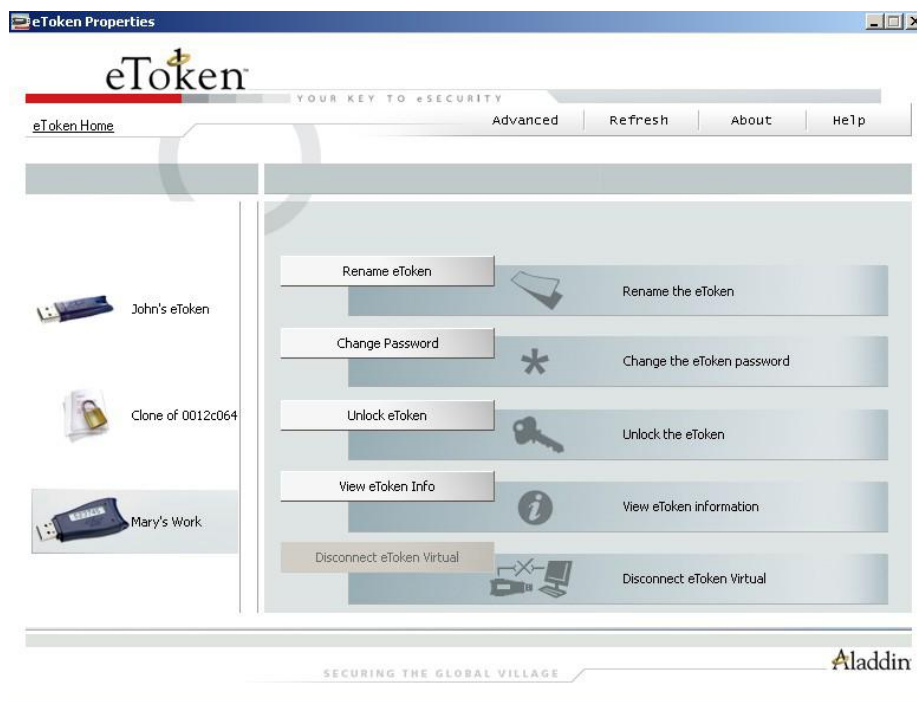 eToken Properties
eToken
YOUR KEY TO eSECURITY
eToken Home
Advanced
Refresh
About
Help
John's eToken
Clone of 0012c064
Mary's Work
Rename eToken
Rename the eToken
Change Password
Change the eToken password
Unlock eToken
Unlock the eToken
View eToken Info
View eToken information
Disconnect eToken Virtual
Disconnect eToken Virtual
SECURING THE GLOBAL VILLAGE
Aladdin